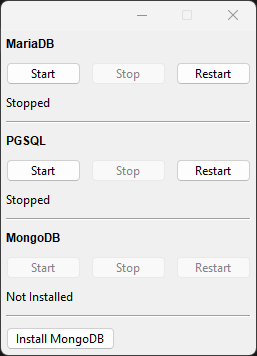 MariaDB
Start Stop Restart
Stopped
PGSQL
Start Stop Restart
Stopped
MongoDB
Start Stop Restart
Not Installed
Install MongoDB